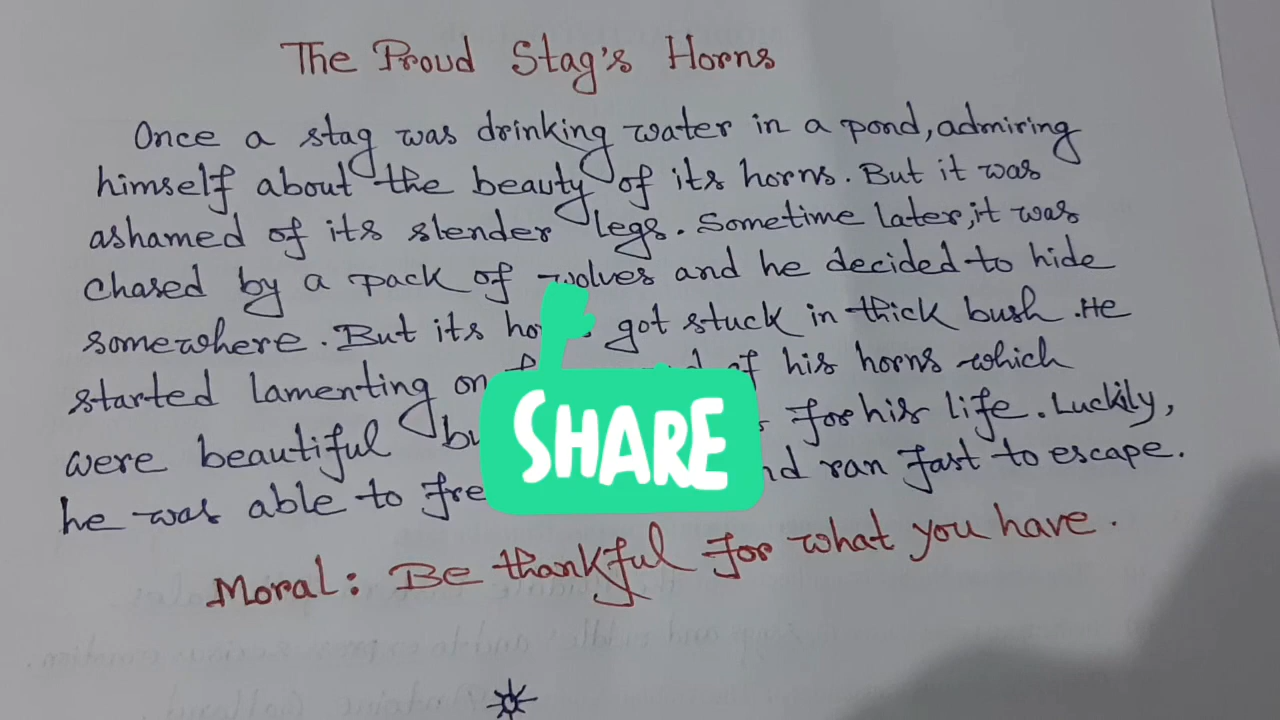 The Proud Stag's Horns
Once a stag was drinking water in a pond, admiring
himself about the beauty of its horns. But it was
ashamed of its slender legs. Sometime later, it was
chased by a pack of wolves and he decided to hide
somewhere. But its got stuck in thick bush. He
started lamenting on of his horns which
were beautiful for his life. Luckily,
he was able to ran fast to escape.
SHARE
Moral: Be thankful for what you have.